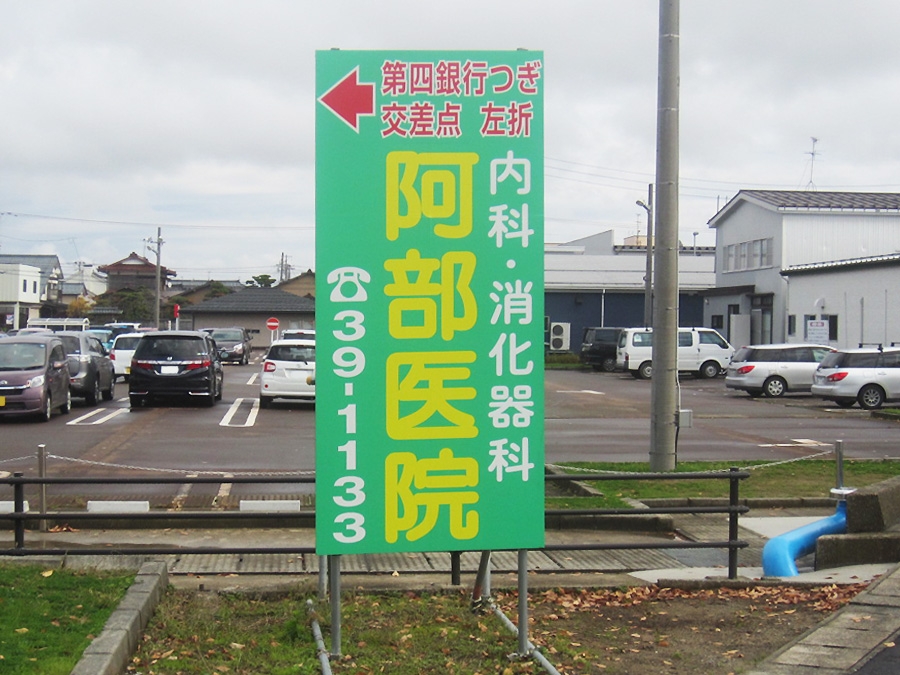 第四銀行つぎ
交差点 左折
内科・消化器科
阿部医院
☎39-1133